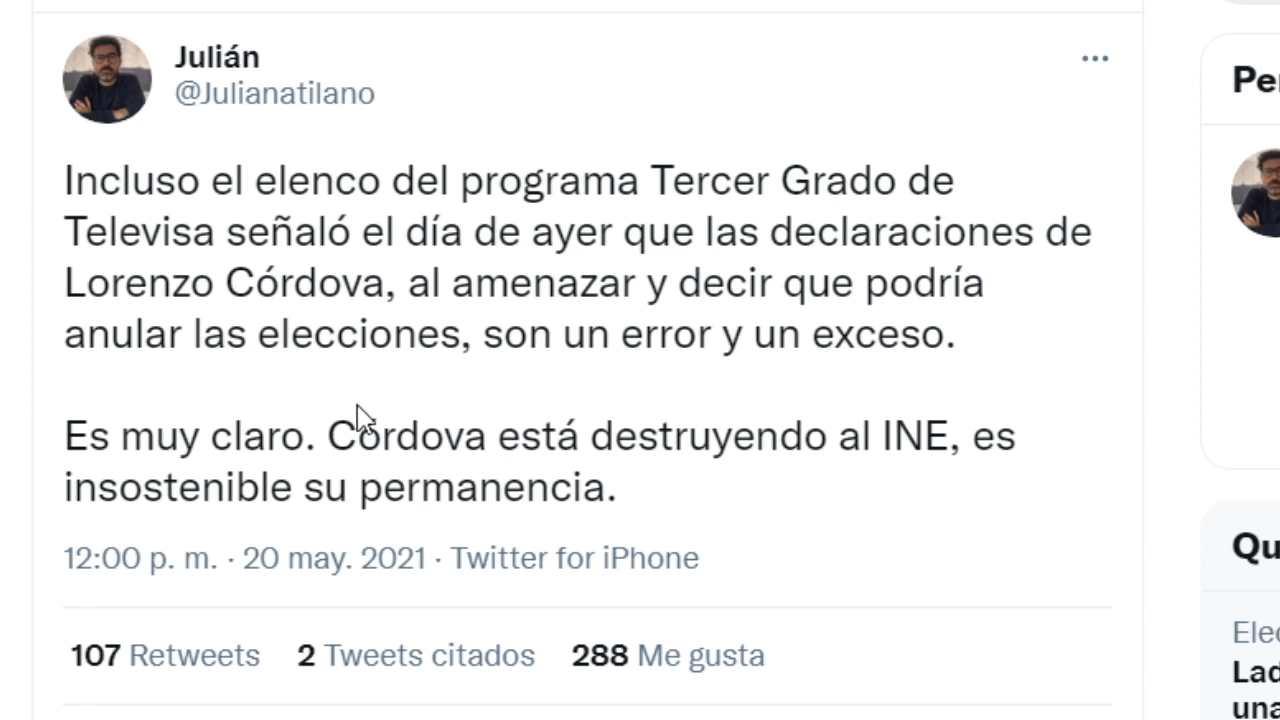 Julián
@Julianatilano
Incluso el elenco del programa Tercer Grado de
Televisa señaló el día de ayer que las declaraciones de
Lorenzo Córdova, al amenazar y decir que podría
anular las elecciones, son un error y un exceso.
Es muy claro. Córdova está destruyendo al INE, es
insostenible su permanencia.
12:00 p. m. · 20 may. 2021 · Twitter for iPhone
107 Retweets 2 Tweets citados 288 Me gusta